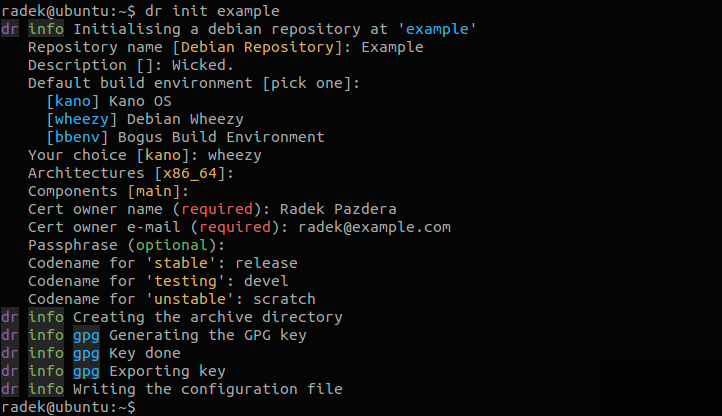 radek@ubuntu:~$ dr init example
dr info Initialising a debian repository at 'example'
Repository name [Debian Repository]: Example
Description []: Wicked.
Default build environment [pick one]:
[kano] Kano OS
[wheezy] Debian Wheezy
[bbenv] Bogus Build Environment
Your choice [kano]: wheezy
Architectures [x86_64]:
Components [main]:
Cert owner name (required): Radek Pazdera
Cert owner e-mail (required): radek@example.com
Passphrase (optional):
Codename for 'stable': release
Codename for 'testing': devel
Codename for 'unstable': scratch
dr info Creating the archive directory
dr info gpg Generating the GPG key
dr info gpg Key done
dr info gpg Exporting key
dr info Writing the configuration file
radek@ubuntu:~$